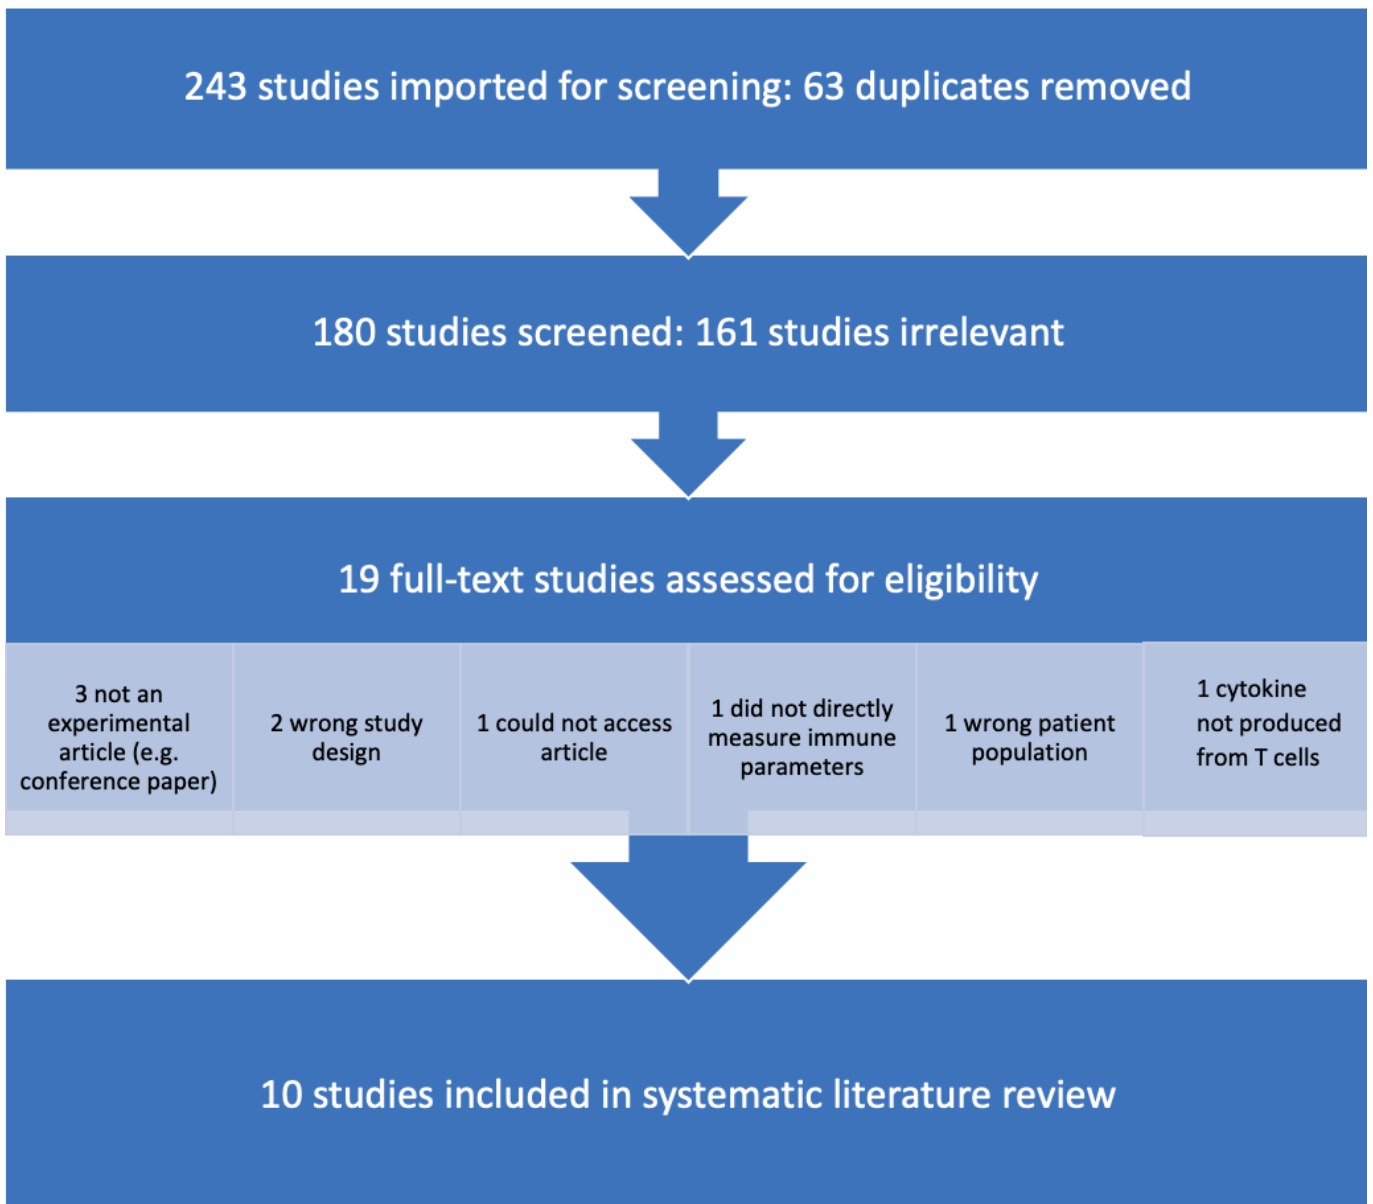 243 studies imported for screening: 63 duplicates removed
180 studies screened: 161 studies irrelevant
19 full-text studies assessed for eligibility
3 not an
experimental
article (e.g.
conference paper)
2 wrong study
design
1 could not access
article
1 did not directly
measure immune
parameters
1 wrong patient
population
1 cytokine
not produced
from T cells
10 studies included in systematic literature review